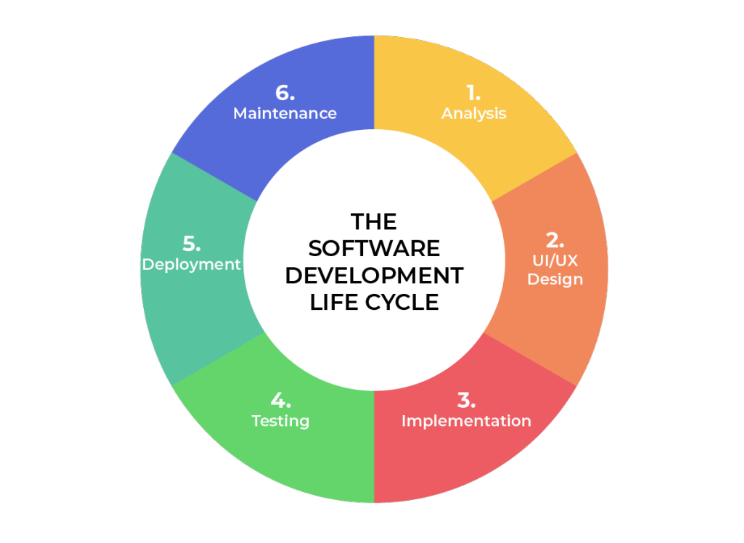 THE
SOFTWARE
DEVELOPMENT
LIFE CYCLE
1.
Analysis
2.
UI/UX
Design
3.
Implementation
4.
Testing
5.
Deployment
6.
Maintenance